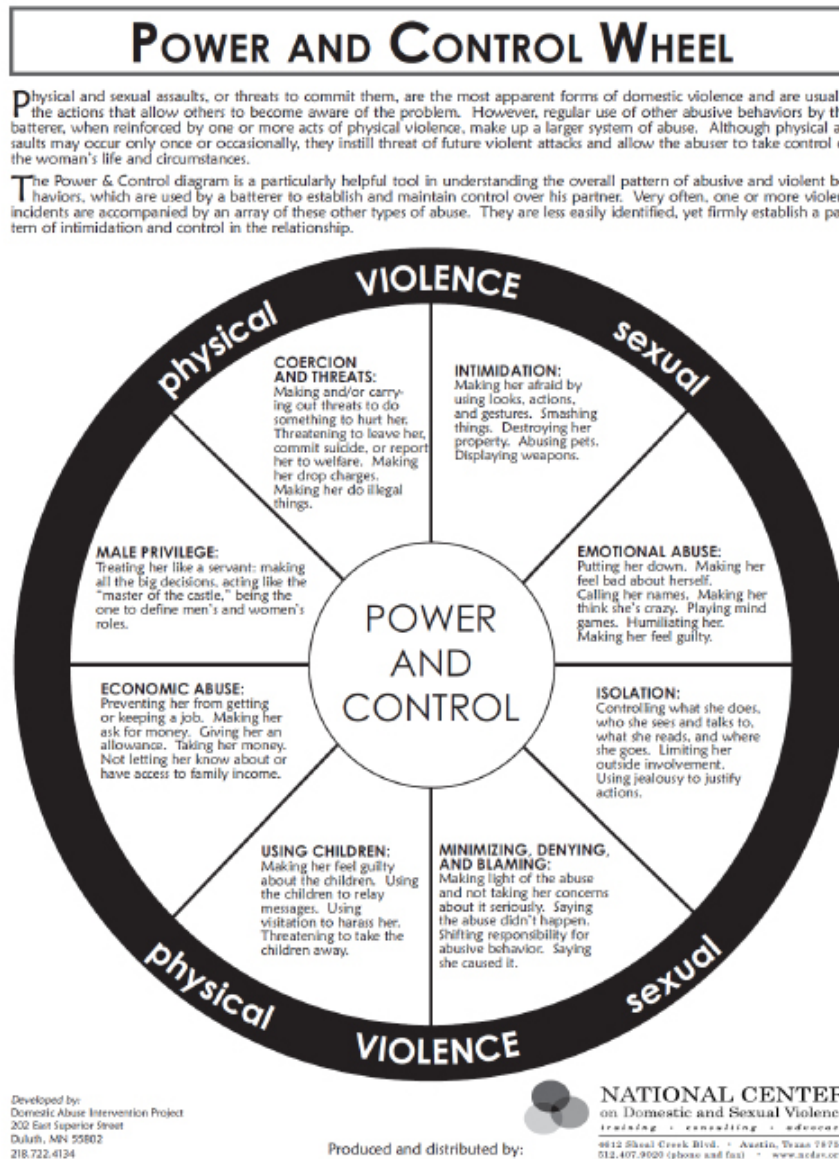 POWER AND CONTROL WHEEL
Physical and sexual assaults, or threats to commit them, are the most apparent forms of domestic violence and are usual
the actions that allow others to become aware of the problem. However, regular use of other abusive behaviors by th
batterer, when reinforced by one or more acts of physical violence, make up a larger system of abuse. Although physical a
saults may occur only once or occasionally, they instill threat of future violent attacks and allow the abuser to take control
the woman's life and circumstances.
The Power & Control diagram is a particularly helpful tool in understanding the overall pattern of abusive and violent b
haviors, which are used by a batterer to establish and maintain control over his partner. Very often, one or more violen
incidents are accompanied by an array of these other types of abuse. They are less easily identified, yet firmly establish a pa
tern of intimidation and control in the relationship.
physical VIOLENCE sexual
COERCION
AND THREATS:
Making and/or carry-
ing out threats to do
something to hurt her.
Threatening to leave her,
commit suicide, or report
her to welfare. Making
her drop charges.
Making her do illegal
things.
INTIMIDATION:
Making her afraid by
using looks, actions,
and gestures. Smashing
things. Destroying her
property. Abusing pets.
Displaying weapons.
MALE PRIVILEGE:
Treating her like a servant: making
all the big decisions, acting like the
"master of the castle," being the
one to define men's and women's
roles.
EMOTIONAL ABUSE:
Putting her down. Making her
feel bad about herself.
Calling her names. Making her
think she's crazy. Playing mind
games. Humiliating her.
Making her feel guilty.
POWER
AND
CONTROL
ECONOMIC ABUSE:
Preventing her from getting
or keeping a job. Making her
ask for money. Giving her an
allowance. Taking her money.
Not letting her know about or
have access to family income.
ISOLATION:
Controlling what she does,
who she sees and talks to,
what she reads, and where
she goes. Limiting her
outside involvement.
Using jealousy to justify
actions.
USING CHILDREN:
Making her feel guilty
about the children. Using
the children to relay
messages. Using
visitation to harass her.
Threatening to take the
children away.
MINIMIZING, DENYING,
AND BLAMING:
Making light of the abuse
and not taking her concerns
about it seriously. Saying
the abuse didn't happen.
Shifting responsibility for
abusive behavior. Saying
she caused it.
physical VIOLENCE sexual
Developed by:
Domestic Abuse Intervention Project
202 East Superior Street
Duluth, MN 55802
218.722.4134
Produced and distributed by:
NATIONAL CENTER
on Domestic and Sexual Violenc
training · consulting · advocac
4612 Shoal Creek Blvd. · Austin, Texas 7875
512.407.9020 (phone and fax) · www.ncdsv.or